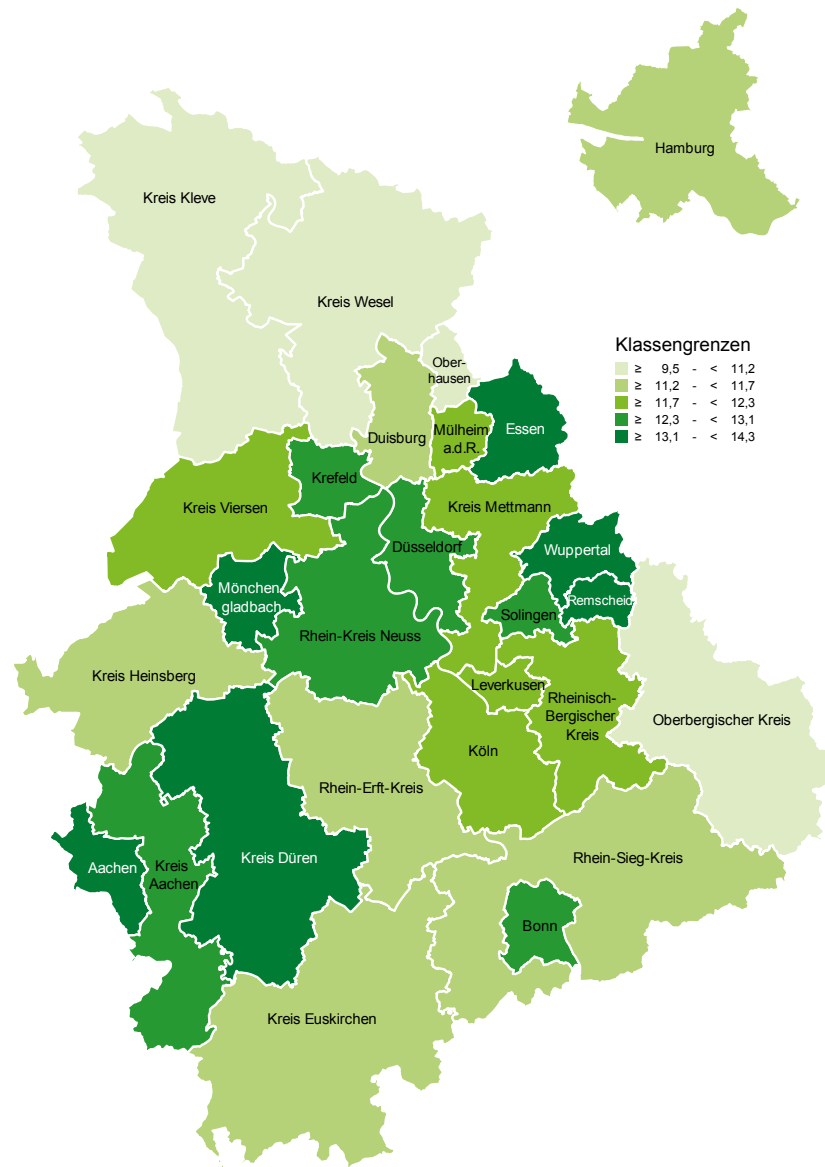 Hamburg
Kreis Kleve
Kreis Wesel
Klassengrenzen
≥ 9,5 - < 11,2
≥ 11,2 - < 11,7
≥ 11,7 - < 12,3
≥ 12,3 - < 13,1
≥ 13,1 - < 14,3
Ober-
hausen
Duisburg
Mülheim
a.d.R.
Essen
Krefeld
Kreis Viersen
Kreis Mettmann
Düsseldorf
Wuppertal
Mönchen
gladbach
Remscheid
Solingen
Rhein-Kreis Neuss
Kreis Heinsberg
Leverkusen
Rheinisch-
Bergischer
Kreis
Oberbergischer Kreis
Köln
Rhein-Erft-Kreis
Aachen
Kreis
Aachen
Kreis Düren
Rhein-Sieg-Kreis
Bonn
Kreis Euskirchen